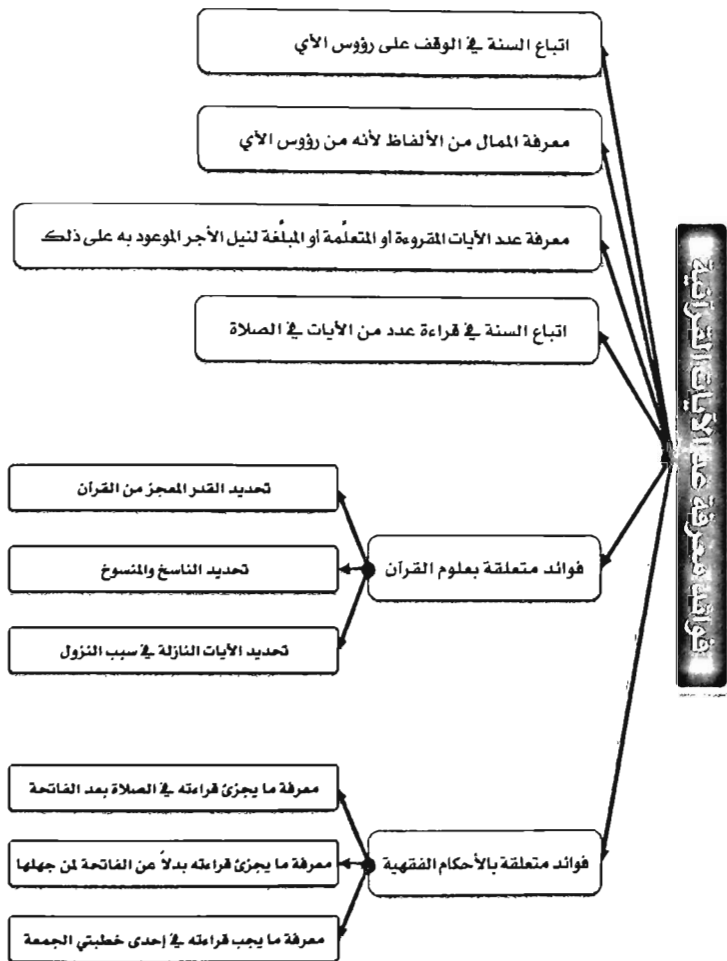 فوائد معرفة عد الآيات القرآنية
اتباع السنة في الوقف على رؤوس الآي
معرفة الممال من الألفاظ لأنه من رؤوس الآي
معرفة عدد الآيات المقروءة أو المتعلَّمة أو المبلَّغة لنيل الأجر الموعود به على ذلك
اتباع السنة في قراءة عدد من الآيات في الصلاة
فوائد متعلقة بعلوم القرآن
تحديد القدر المعجز من القرآن
تحديد الناسخ والمنسوخ
تحديد الآيات النازلة في سبب النزول
فوائد متعلقة بالأحكام الفقهية
معرفة ما يجزئ قراءته في الصلاة بعد الفاتحة
معرفة ما يجزئ قراءته بدلاً عن الفاتحة لمن جهلها
معرفة ما يجب قراءته في إحدى خطبتي الجمعة